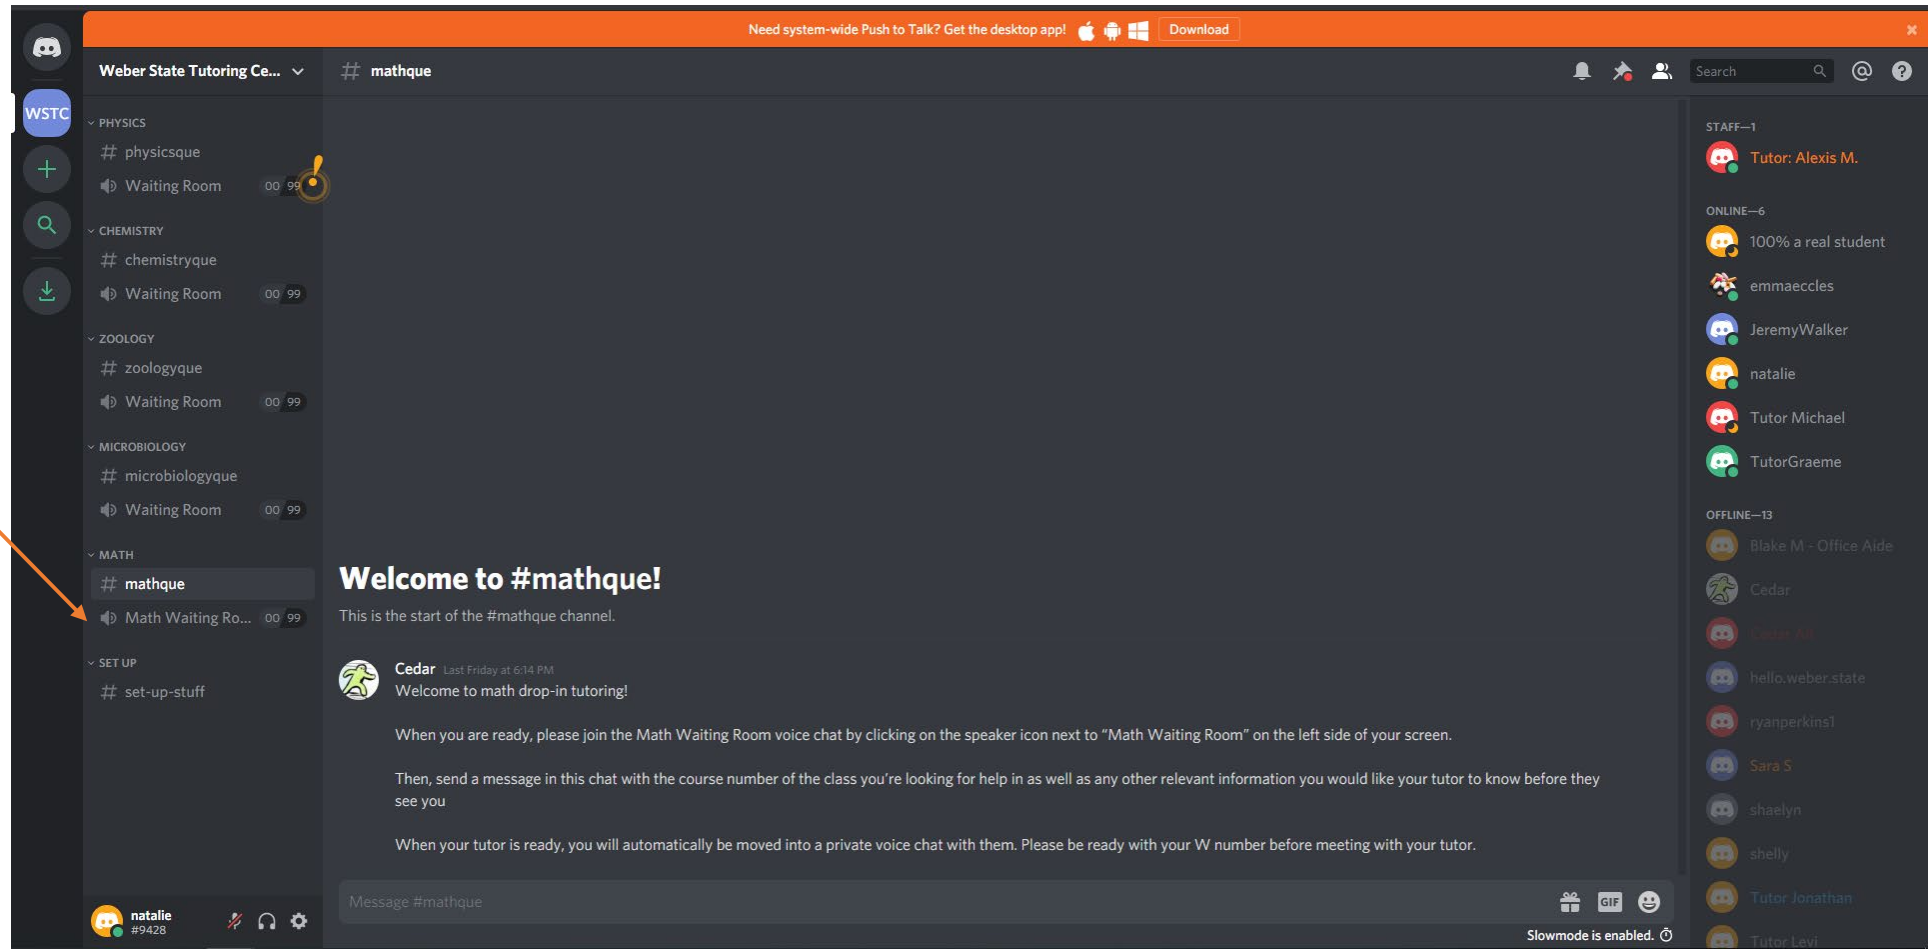 Need system-wide Push to Talk? Get the desktop app! Download
WSTC
Weber State Tutoring Ce...
PHYSICS
physicsque
Waiting Room 00 99
CHEMISTRY
chemistryque
Waiting Room 00 99
ZOOLOGY
zoologyque
Waiting Room 00 99
MICROBIOLOGY
microbiologyque
Waiting Room 00 99
MATH
# mathque
Math Waiting Ro... 00 99
SET UP
# set-up-stuff
natalie
#9428
# mathque
Search
Welcome to #mathque!
This is the start of the #mathque channel.
Cedar Last Friday at 6:14 PM
Welcome to math drop-in tutoring!
When you are ready, please join the Math Waiting Room voice chat by clicking on the speaker icon next to “Math Waiting Room” on the left side of your screen.
Then, send a message in this chat with the course number of the class you’re looking for help in as well as any other relevant information you would like your tutor to know before they
see you
When your tutor is ready, you will automatically be moved into a private voice chat with them. Please be ready with your W number before meeting with your tutor.
Message #mathque
GIF
Slowmode is enabled.
STAFF—1
Tutor: Alexis M.
ONLINE—6
100% a real student
emmaeccles
JeremyWalker
natalie
Tutor Michael
TutorGraeme
OFFLINE—13
Blake M - Office Aide
Cedar
hello.weber.state
ryanperkins1
Sara S
shaelyn
shelly
Tutor Jonathan
Tutor Levi